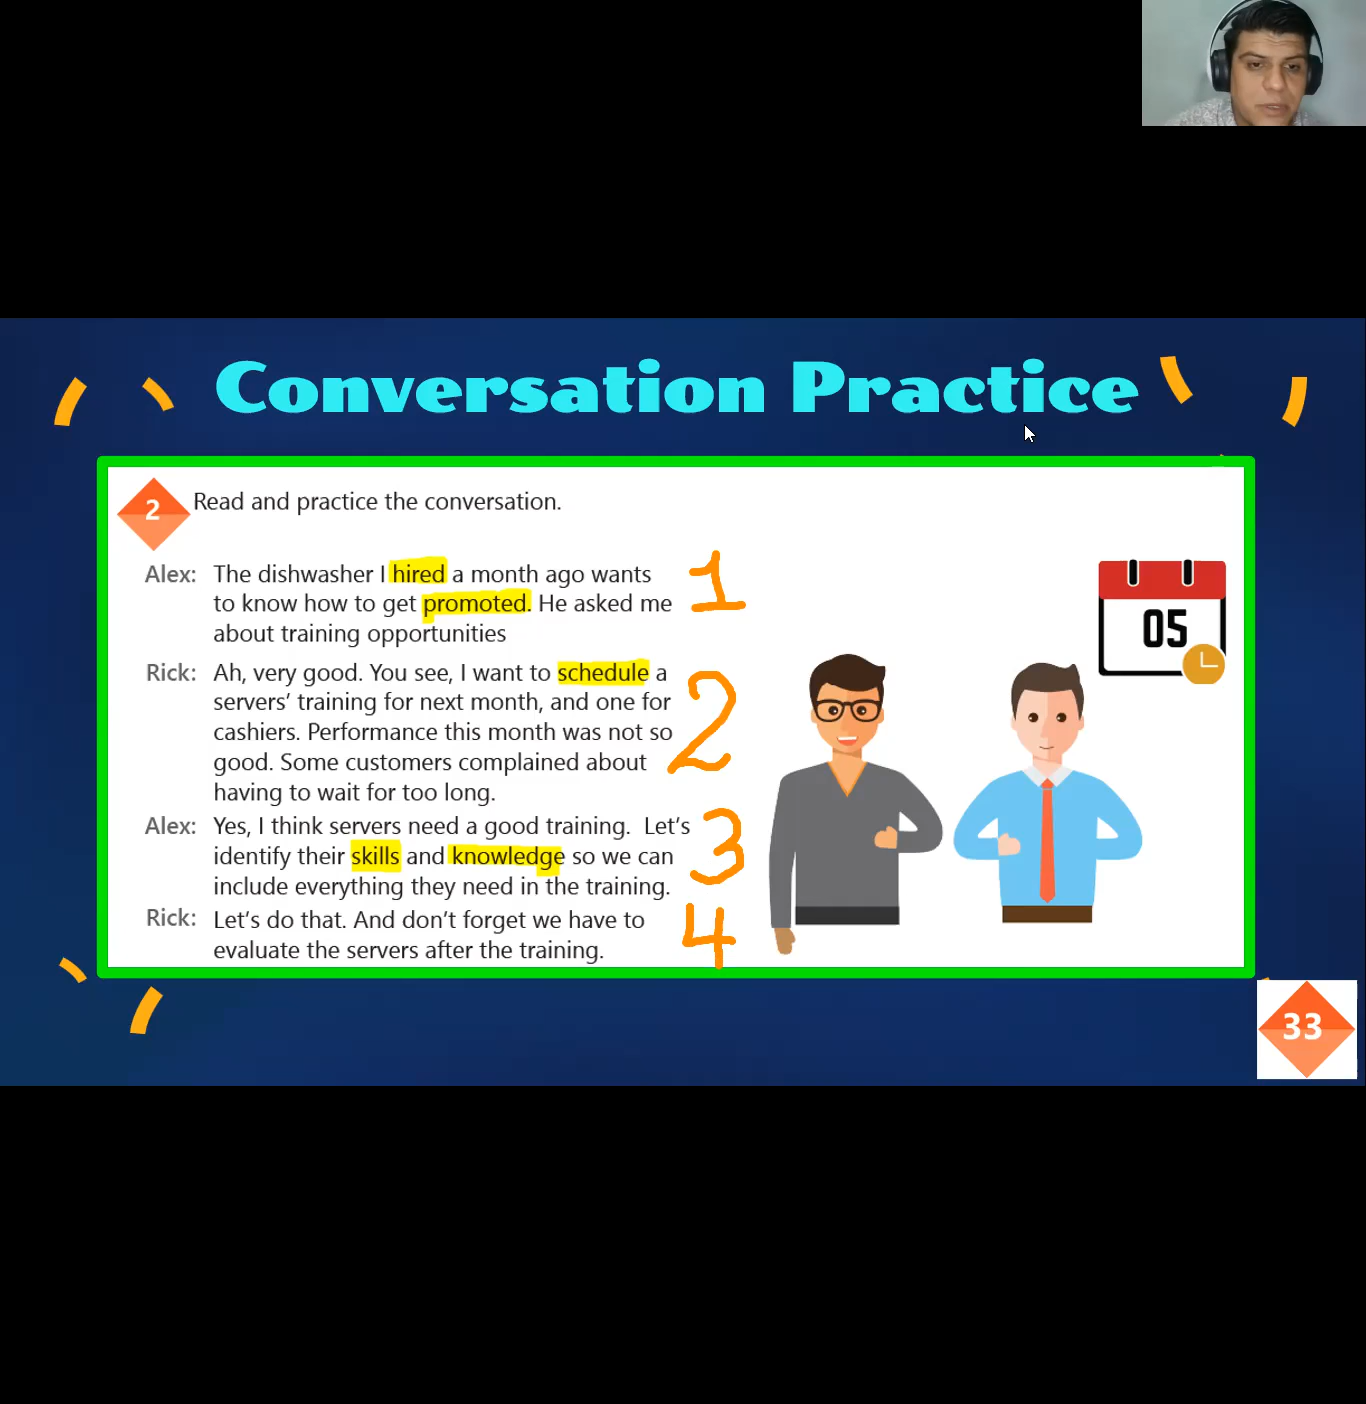 Conversation Practice
2 Read and practice the conversation.
Alex: The dishwasher I hired a month ago wants
to know how to get promoted. He asked me
about training opportunities
1
Rick: Ah, very good. You see, I want to schedule a
servers’ training for next month, and one for
cashiers. Performance this month was not so
good. Some customers complained about
having to wait for too long.
2
Alex: Yes, I think servers need a good training. Let’s
identify their skills and knowledge so we can
include everything they need in the training.
3
Rick: Let’s do that. And don’t forget we have to
evaluate the servers after the training.
4
05
33